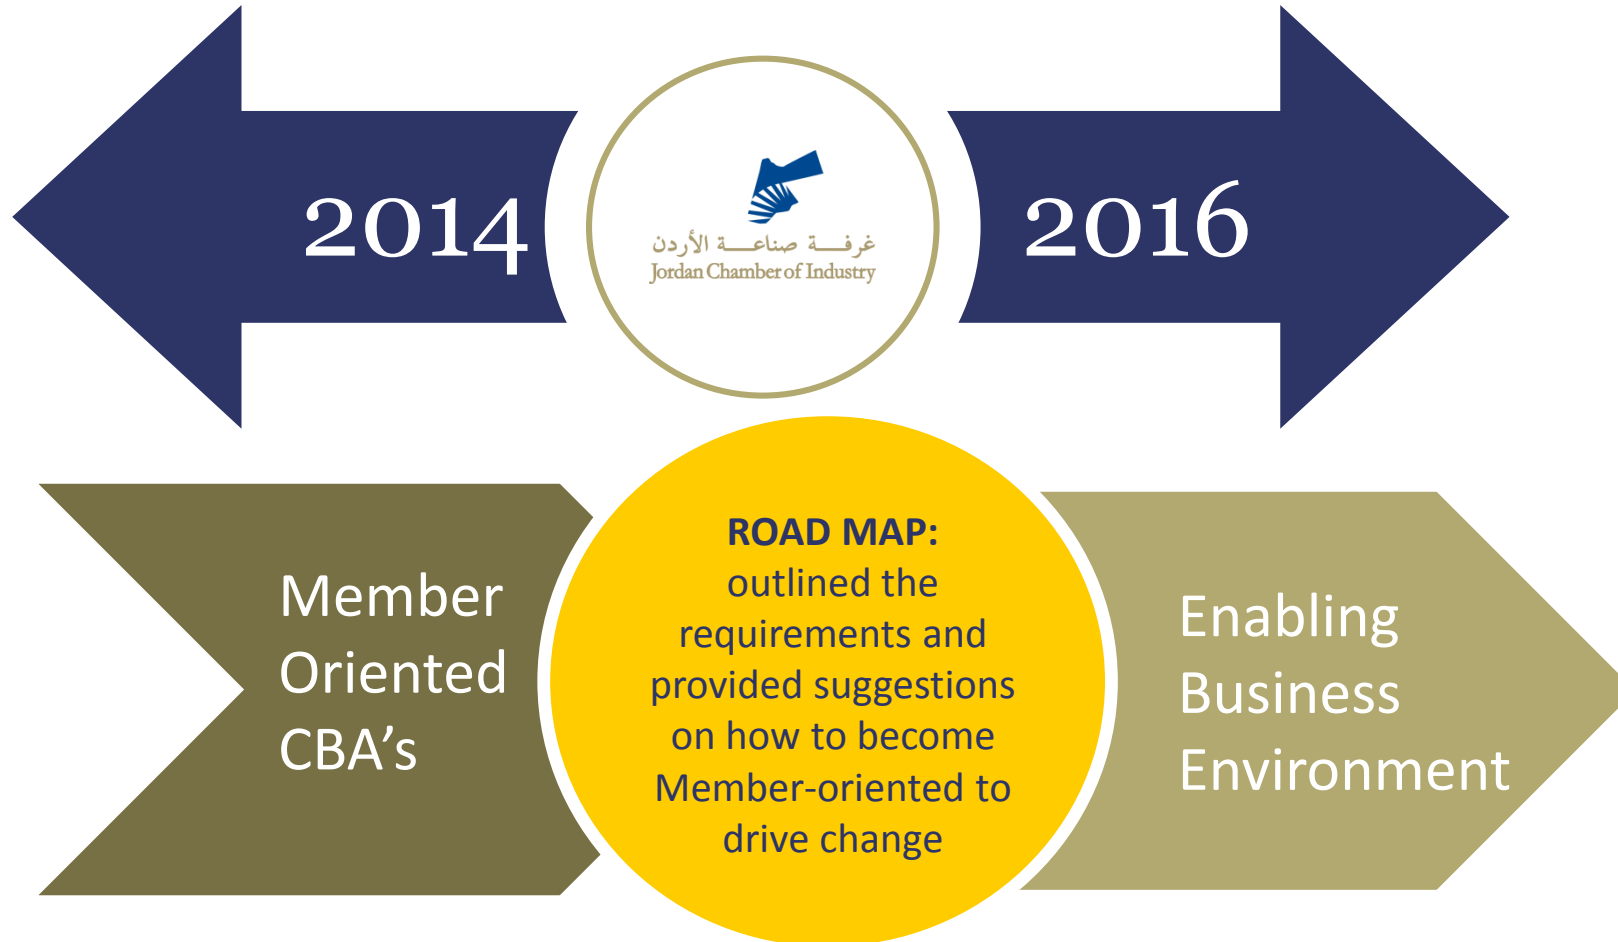 2014
غرفة صناعة الأردن
Jordan Chamber of Industry
2016
Member
Oriented
CBA’s
ROAD MAP:
outlined the
requirements and
provided suggestions
on how to become
Member-oriented to
drive change
Enabling
Business
Environment